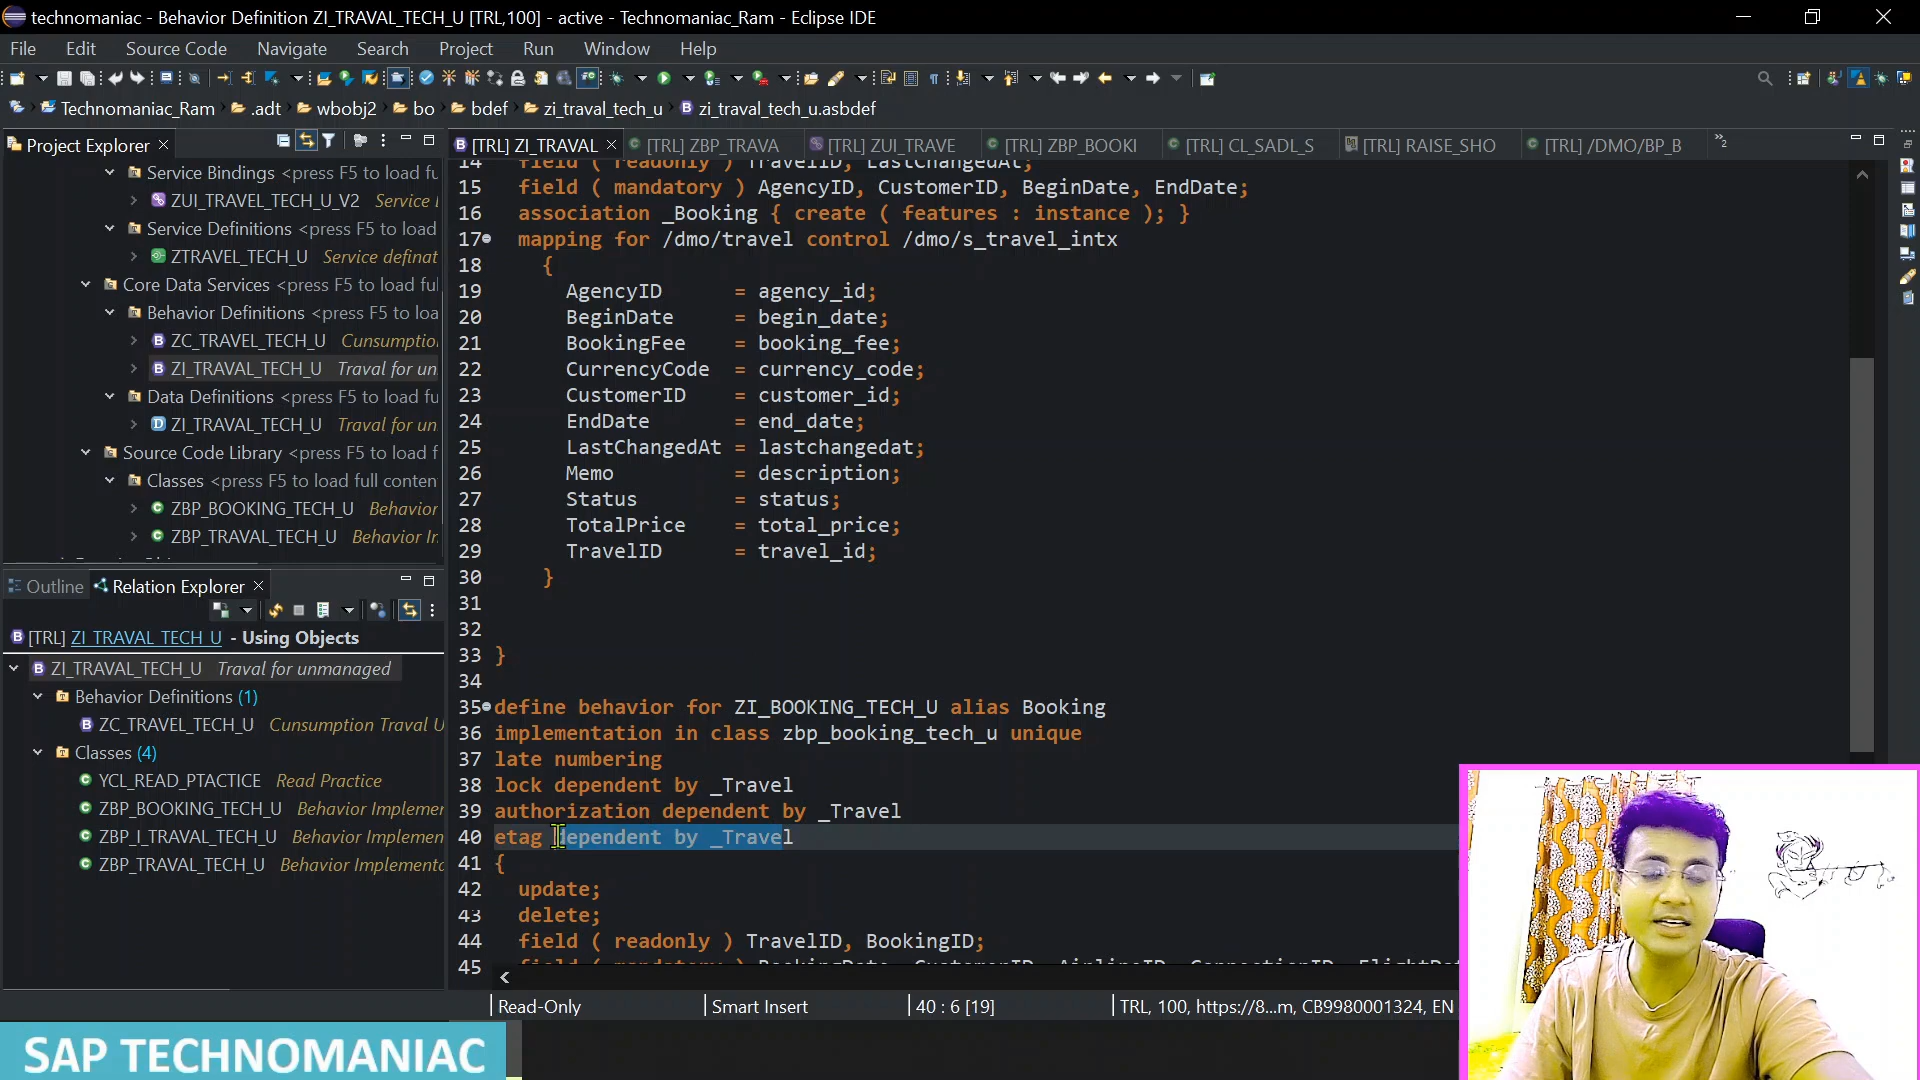 technomaniac - Behavior Definition ZI_TRAVAL_TECH_U [TRL,100] - active - Technomaniac_Ram - Eclipse IDE
File Edit Source Code Navigate Search Project Run Window Help
Technomaniac_Ram .adt wbobj2 bo bdef zi_traval_tech_u zi_traval_tech_u.asbdef
Project Explorer
Service Bindings <press F5 to load fu
ZUI_TRAVEL_TECH_U_V2 Service
Service Definitions <press F5 to load
ZTRAVEL_TECH_U Service definat
Core Data Services <press F5 to load ful
Behavior Definitions <press F5 to loa
ZC_TRAVEL_TECH_U Cunsumptio
ZI_TRAVAL_TECH_U Traval for un
Data Definitions <press F5 to load fu
ZI_TRAVAL_TECH_U Traval for un
Source Code Library <press F5 to load f
Classes <press F5 to load full conten
ZBP_BOOKING_TECH_U Behavior
ZBP_TRAVAL_TECH_U Behavior Ir
Outline Relation Explorer
[TRL] ZI_TRAVAL_TECH_U - Using Objects
ZI_TRAVAL_TECH_U Traval for unmanaged
Behavior Definitions (1)
ZC_TRAVEL_TECH_U Cunsumption Traval U
Classes (4)
YCL_READ_PTACTICE Read Practice
ZBP_BOOKING_TECH_U Behavior Implemer
ZBP_I_TRAVAL_TECH_U Behavior Implemen
ZBP_TRAVAL_TECH_U Behavior Implementa
[TRL] ZI_TRAVAL [TRL] ZBP_TRAVA [TRL] ZUI_TRAVE [TRL] ZBP_BOOKI [TRL] CL_SADL_S [TRL] RAISE_SHO [TRL] /DMO/BP_B 2
14 field ( readonly ) TravelID, LastChangedAt;
15 field ( mandatory ) AgencyID, CustomerID, BeginDate, EndDate;
16 association _Booking { create ( features : instance ); }
17 mapping for /dmo/travel control /dmo/s_travel_intx
18 {
19 AgencyID = agency_id;
20 BeginDate = begin_date;
21 BookingFee = booking_fee;
22 CurrencyCode = currency_code;
23 CustomerID = customer_id;
24 EndDate = end_date;
25 LastChangedAt = lastchangedat;
26 Memo = description;
27 Status = status;
28 TotalPrice = total_price;
29 TravelID = travel_id;
30 }
31
32
33 }
34
35 define behavior for ZI_BOOKING_TECH_U alias Booking
36 implementation in class zbp_booking_tech_u unique
37 late numbering
38 lock dependent by _Travel
39 authorization dependent by _Travel
40 etag dependent by _Travel
41 {
42 update;
43 delete;
44 field ( readonly ) TravelID, BookingID;
45
Read-Only Smart Insert 40 : 6 [19] TRL, 100, https://8...m, CB9980001324, EN
SAP TECHNOMANIAC